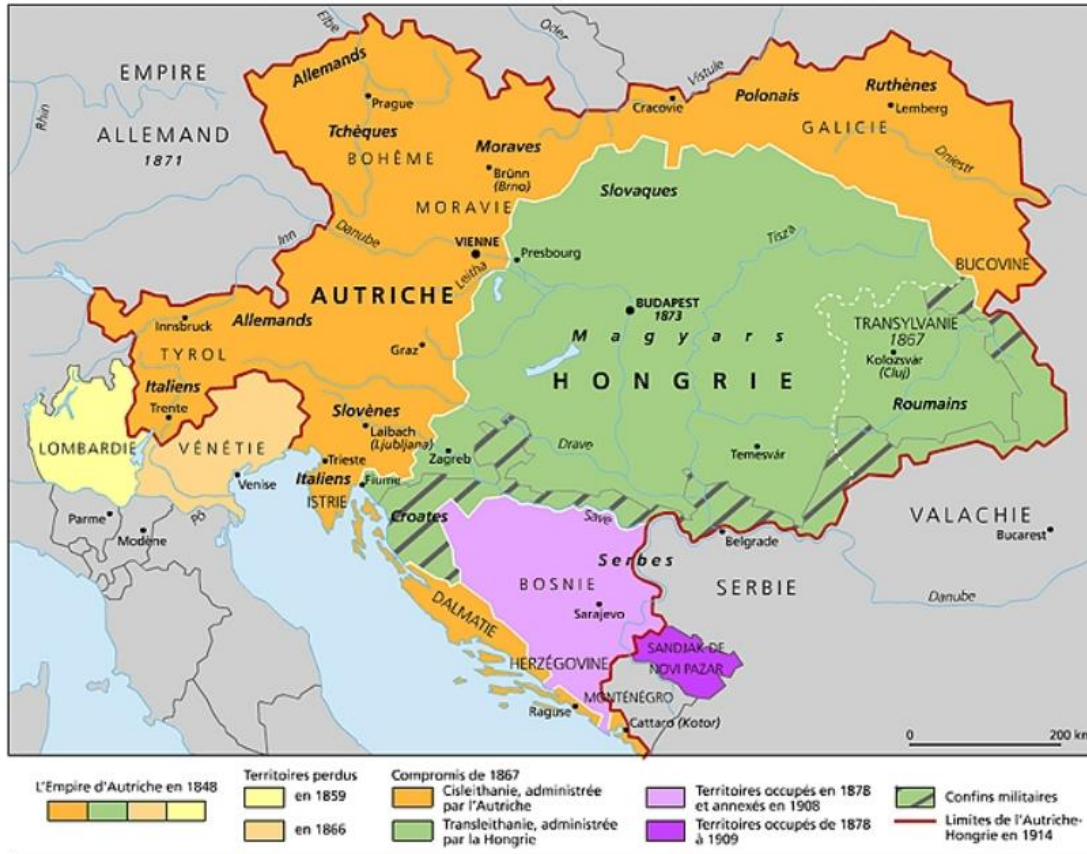 Elbe
Oder
EMPIRE
ALLEMAND
1871
Rhin
Allemands
Prague
Tchèques
BOHÊME
Moraves
Brünn
(Brno)
MORAVIE
Vistule
Cracovie
Polonais
Ruthènes
Lemberg
GALICIE
Dniestr
Slovaques
Danube
VIENNE
Leitha
Presbourg
Tisza
BUCOVINE
Inn
AUTRICHE
Innsbruck
Allemands
TYROL
Graz
BUDAPEST
1873
Magyars
HONGRIE
TRANSYLVANIE
1867
Kolozsvár
(Cluj)
Roumains
Italiens
Trente
Slovènes
Laibach
(Ljubljana)
LOMBARDIE
VÉNÉTIE
Venise
Trieste
Italiens
Fiume
ISTRIE
Zagreb
Drave
Temesvár
Parme
Modène
Pô
Croates
Save
Belgrade
VALACHIE
Bucarest
Serbes
BOSNIE
SERBIE
Sarajevo
Danube
DALMATIE
HERZÉGOVINE
SANDJAK DE
NOVI PAZAR
MONTÉNÉGRO
Raguse
Cattaro (Kotor)
0
200 km
L'Empire d'Autriche en 1848
Territoires perdus
en 1859
en 1866
Compromis de 1867
Cisleithanie, administrée
par l'Autriche
Transleithanie, administrée
par la Hongrie
Territoires occupés en 1878
et annexés en 1908
Territoires occupés de 1878
à 1909
Confins militaires
Limites de l'Autriche-
Hongrie en 1914